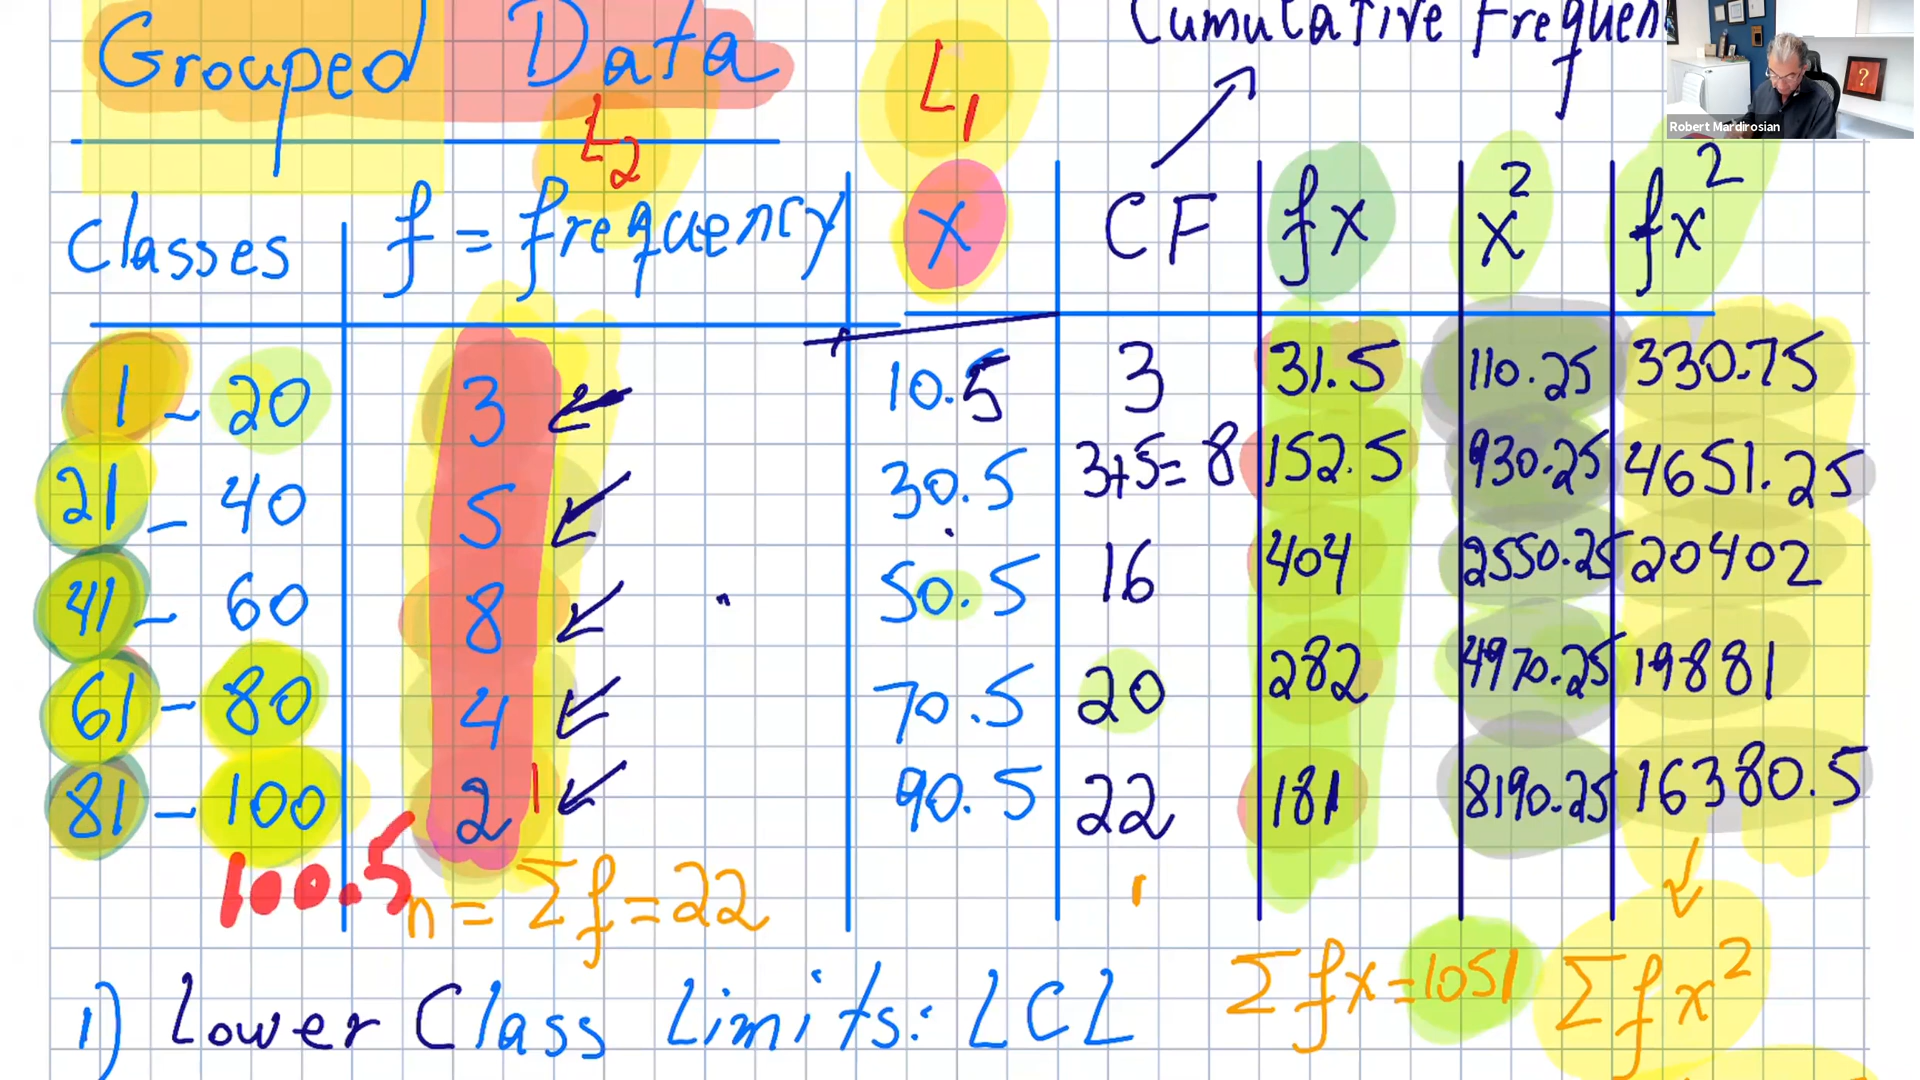 Cumulative Frequen
Grouped Data
L2
L1
?
Robert Mardirosian
Classes f = frequency X CF fx x² fx²
1 - 20 3 10.5 3 31.5 110.25 330.75
21 - 40 5 30.5 3+5=8 152.5 930.25 4651.25
41 - 60 8 50.5 16 404 2550.25 20402
61 - 80 4 70.5 20 282 4970.25 19881
81 - 100 2 1 90.5 22 181 8190.25 16380.5
100.5 n = Σf = 22
Σfx = 1051 Σfx²
1) Lower Class Limits: LCL